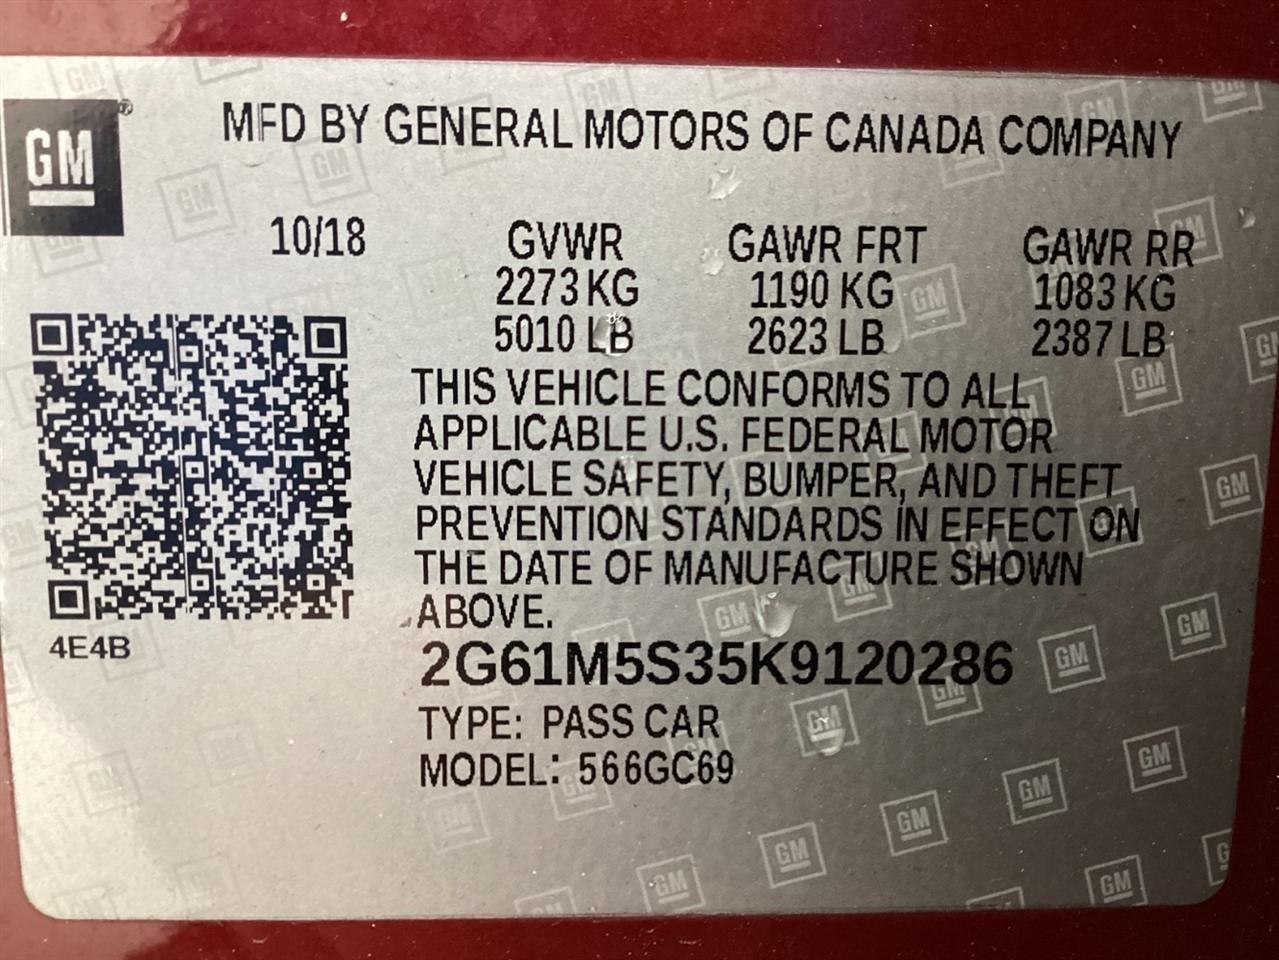 GM
MFD BY GENERAL MOTORS OF CANADA COMPANY
10/18 GVWR GAWR FRT GAWR RR
2273 KG 1190 KG 1083 KG
5010 LB 2623 LB 2387 LB
THIS VEHICLE CONFORMS TO ALL
APPLICABLE U.S. FEDERAL MOTOR
VEHICLE SAFETY, BUMPER, AND THEFT
PREVENTION STANDARDS IN EFFECT ON
THE DATE OF MANUFACTURE SHOWN
ABOVE.
4E4B
2G61M5S35K9120286
TYPE: PASS CAR
MODEL: 566GC69